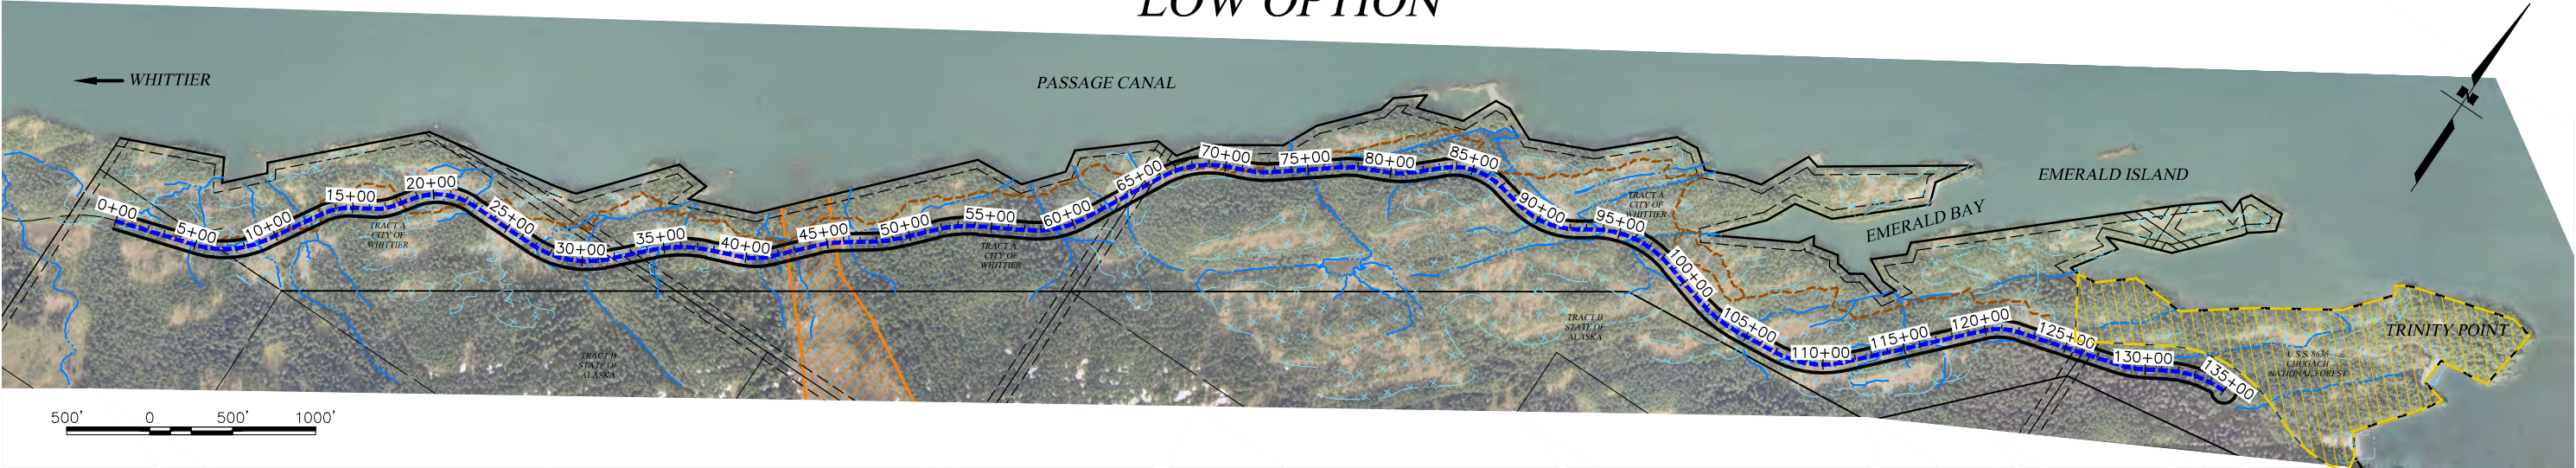 LOW OPTION
WHITTIER
PASSAGE CANAL
N
EMERALD ISLAND
EMERALD BAY
TRINITY POINT
0+00
5+00
10+00
15+00
20+00
25+00
30+00
35+00
40+00
45+00
50+00
55+00
60+00
65+00
70+00
75+00
80+00
85+00
90+00
95+00
100+00
105+00
110+00
115+00
120+00
125+00
130+00
135+00
TRACT A
CITY OF
WHITTIER
TRACT B
STATE OF
ALASKA
TRACT A
CITY OF
WHITTIER
TRACT A
CITY OF
WHITTIER
TRACT B
STATE OF
ALASKA
U.S.S. 8636
CHUGACH
NATIONAL FOREST
500' 0 500' 1000'